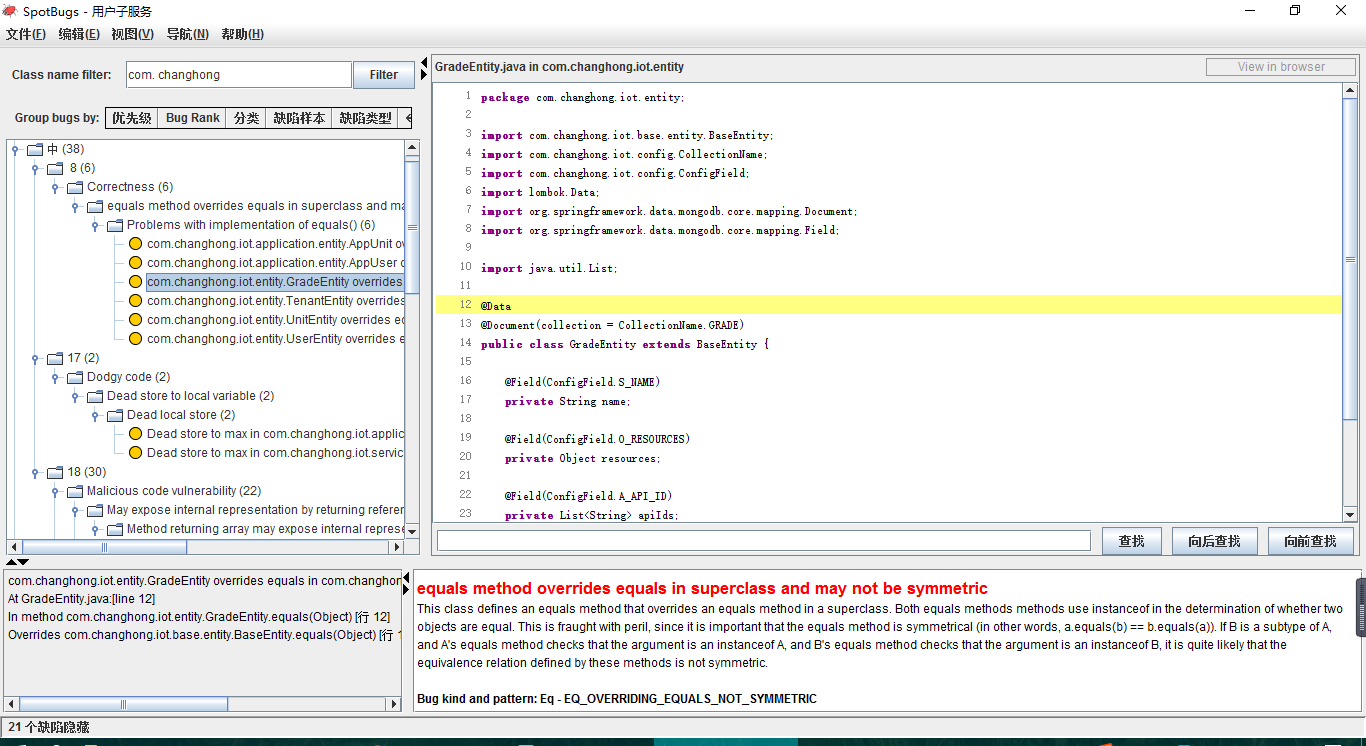 SpotBugs - 用户子服务
文件(F) 编辑(E) 视图(V) 导航(N) 帮助(H)
Class name filter: com. changhong Filter
Group bugs by: 优先级 Bug Rank 分类 缺陷样本 缺陷类型
中 (38)
8 (6)
Correctness (6)
equals method overrides equals in superclass and ma
Problems with implementation of equals() (6)
com.changhong.iot.application.entity.AppUnit ov
com.changhong.iot.application.entity.AppUser o
com.changhong.iot.entity.GradeEntity overrides
com.changhong.iot.entity.TenantEntity overrides
com.changhong.iot.entity.UnitEntity overrides eq
com.changhong.iot.entity.UserEntity overrides e
17 (2)
Dodgy code (2)
Dead store to local variable (2)
Dead local store (2)
Dead store to max in com.changhong.iot.applic
Dead store to max in com.changhong.iot.servic
18 (30)
Malicious code vulnerability (22)
May expose internal representation by returning referen
Method returning array may expose internal represe
GradeEntity.java in com.changhong.iot.entity View in browser
1 package com.changhong.iot.entity;
2
3 import com.changhong.iot.base.entity.BaseEntity;
4 import com.changhong.iot.config.CollectionName;
5 import com.changhong.iot.config.ConfigField;
6 import lombok.Data;
7 import org.springframework.data.mongodb.core.mapping.Document;
8 import org.springframework.data.mongodb.core.mapping.Field;
9
10 import java.util.List;
11
12 @Data
13 @Document(collection = CollectionName.GRADE)
14 public class GradeEntity extends BaseEntity {
15
16 @Field(ConfigField.S_NAME)
17 private String name;
18
19 @Field(ConfigField.O_RESOURCES)
20 private Object resources;
21
22 @Field(ConfigField.A_API_ID)
23 private List<String> apiIds;
查找 向后查找 向前查找
com.changhong.iot.entity.GradeEntity overrides equals in com.changhon
At GradeEntity.java:[line 12]
In method com.changhong.iot.entity.GradeEntity.equals(Object) [行 12]
Overrides com.changhong.iot.base.entity.BaseEntity.equals(Object) [行 1
equals method overrides equals in superclass and may not be symmetric
This class defines an equals method that overrides an equals method in a superclass. Both equals methods methods use instanceof in the determination of whether two
objects are equal. This is fraught with peril, since it is important that the equals method is symmetrical (in other words, a.equals(b) == b.equals(a)). If B is a subtype of A,
and A's equals method checks that the argument is an instanceof A, and B's equals method checks that the argument is an instanceof B, it is quite likely that the
equivalence relation defined by these methods is not symmetric.
Bug kind and pattern: Eq - EQ_OVERRIDING_EQUALS_NOT_SYMMETRIC
21 个缺陷隐藏